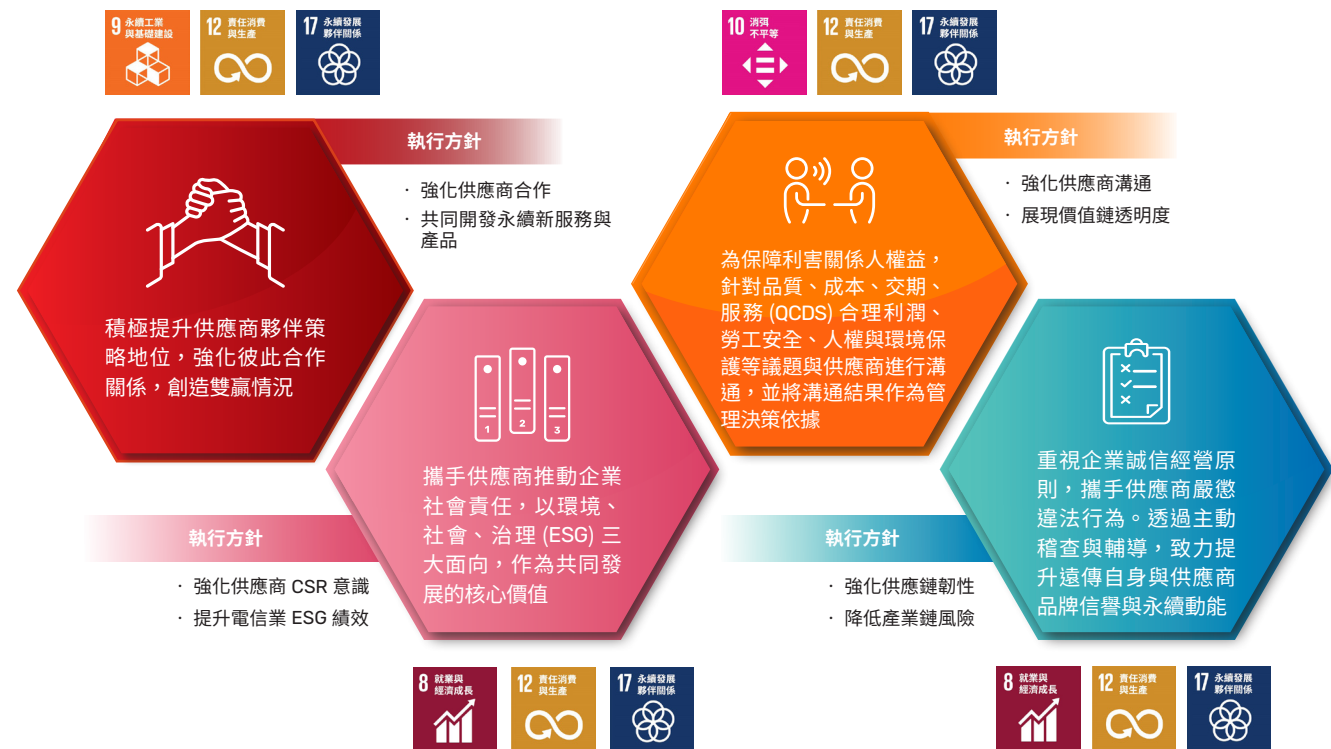 9 永續工業
與基礎建設
12 責任消費
與生產
17 永續發展
夥伴關係
執行方針
· 強化供應商合作
· 共同開發永續新服務與
產品
積極提升供應商夥伴策
略地位，強化彼此合作
關係，創造雙贏情況
1
2
3
攜手供應商推動企業
社會責任，以環境、
社會、治理 (ESG) 三
大面向，作為共同發
展的核心價值
執行方針
· 強化供應商 CSR 意識
· 提升電信業 ESG 績效
8 就業與
經濟成長
12 責任消費
與生產
17 永續發展
夥伴關係
10 消弭
不平等
12 責任消費
與生產
17 永續發展
夥伴關係
執行方針
· 強化供應商溝通
· 展現價值鏈透明度
為保障利害關係人權益，
針對品質、成本、交期、
服務 (QCDS) 合理利潤、
勞工安全、人權與環境保
護等議題與供應商進行溝
通，並將溝通結果作為管
理決策依據
重視企業誠信經營原
則，攜手供應商嚴懲
違法行為。透過主動
稽查與輔導，致力提
升遠傳自身與供應商
品牌信譽與永續動能
執行方針
· 強化供應鏈韌性
· 降低產業鏈風險
8 就業與
經濟成長
12 責任消費
與生產
17 永續發展
夥伴關係